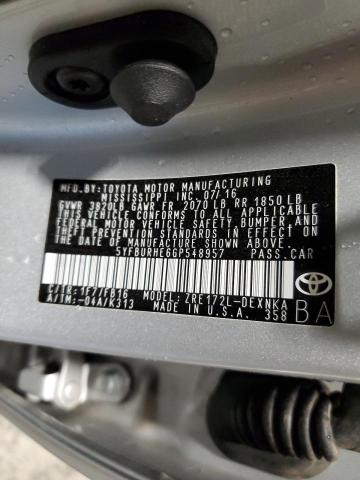 MFD.BY:TOYOTA MOTOR MANUFACTURING
MISSISSIPPI INC. 07/16
GVWR 3820LB GAWR FR 2070LB RR 1850LB
THIS VEHICLE CONFORMS TO ALL APPLICABLE
FEDERAL MOTOR VEHICLE SAFETY, BUMPER, AND
THEFT PREVENTION STANDARDS IN EFFECT ON
THE DATE OF MANUFACTURE SHOWN ABOVE.
5YFBURHE6GP548957 PASS.CAR
C/TR:1F7/FB16 MODEL:ZRE172L-DEXNKA
A/TM:-04A/K313 MADE IN U.S.A. 358
BA